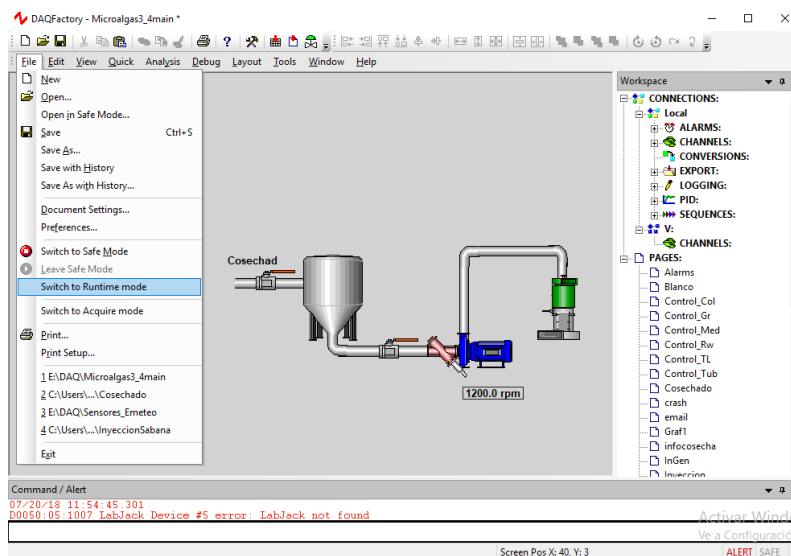 DAQFactory - Microalgas3_4main *
File Edit View Quick Analysis Debug Layout Tools Window Help
New
Open...
Open in Safe Mode...
Save Ctrl+S
Save As...
Save with History
Save As with History...
Document Settings...
Preferences...
Switch to Safe Mode
Leave Safe Mode
Switch to Runtime mode
Switch to Acquire mode
Print...
Print Setup...
1 E:\DAQ\Microalgas3_4main
2 C:\Users\...\Cosechado
3 E:\DAQ\Sensores_Emeteo
4 C:\Users\...\InyeccionSabana
Exit
Cosechad
1200.0 rpm
Workspace
CONNECTIONS:
Local
ALARMS:
CHANNELS:
CONVERSIONS:
EXPORT:
LOGGING:
PID:
SEQUENCES:
V:
CHANNELS:
PAGES:
Alarms
Blanco
Control_Col
Control_Gr
Control_Med
Control_Rw
Control_TL
Control_Tub
Cosechado
crash
email
Graf1
infocosecha
InGen
Inyeccion
Command / Alert
07/20/18 11:54:45.301
D0050:05:1007 LabJack Device #5 error: LabJack not found
Activar Wind
Ve a Configuració
Screen Pos X: 40, Y: 3 ALERT SAFE